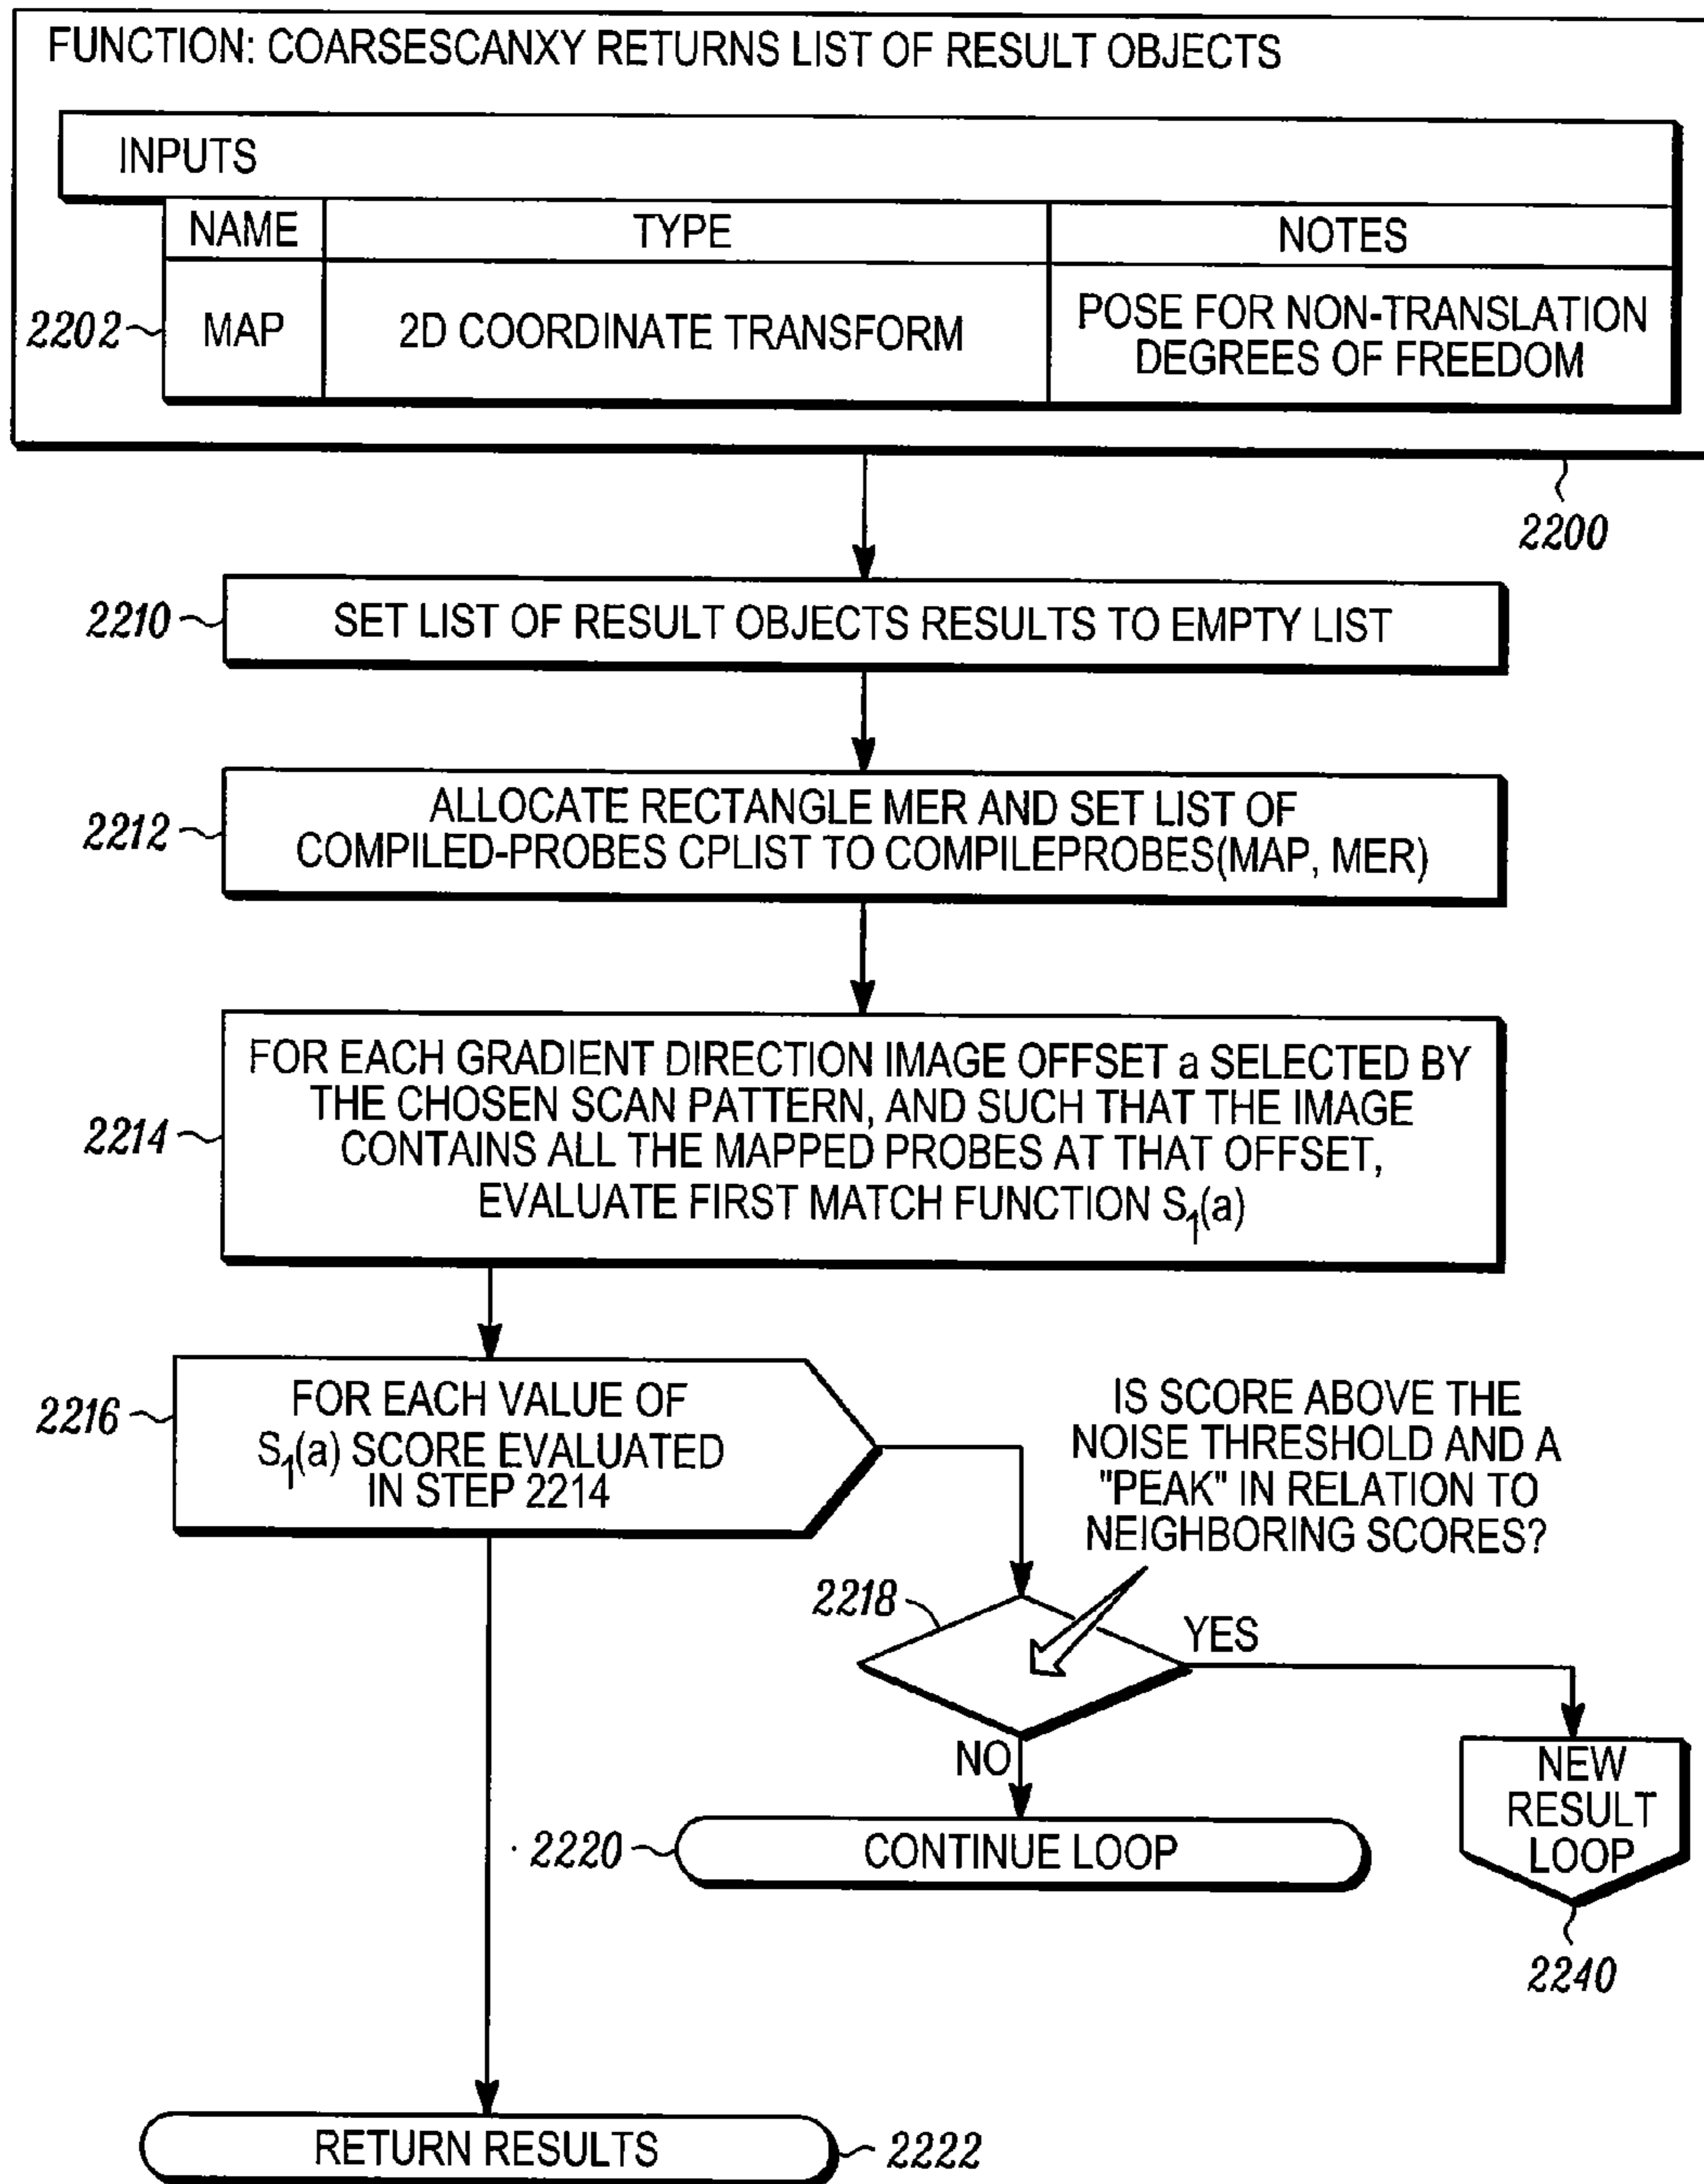 FUNCTION: COARSESCANXY RETURNS LIST OF RESULT OBJECTS
INPUTS
NAME TYPE NOTES
2202 MAP 2D COORDINATE TRANSFORM POSE FOR NON-TRANSLATION
DEGREES OF FREEDOM
2200
2210 SET LIST OF RESULT OBJECTS RESULTS TO EMPTY LIST
2212 ALLOCATE RECTANGLE MER AND SET LIST OF
COMPILED-PROBES CPLIST TO COMPILEPROBES(MAP, MER)
2214 FOR EACH GRADIENT DIRECTION IMAGE OFFSET a SELECTED BY
THE CHOSEN SCAN PATTERN, AND SUCH THAT THE IMAGE
CONTAINS ALL THE MAPPED PROBES AT THAT OFFSET,
EVALUATE FIRST MATCH FUNCTION S₁(a)
2216 FOR EACH VALUE OF
S₁(a) SCORE EVALUATED
IN STEP 2214
IS SCORE ABOVE THE
NOISE THRESHOLD AND A
"PEAK" IN RELATION TO
NEIGHBORING SCORES?
2218
YES
NO
NEW
RESULT
LOOP
2220 CONTINUE LOOP
2240
RETURN RESULTS 2222